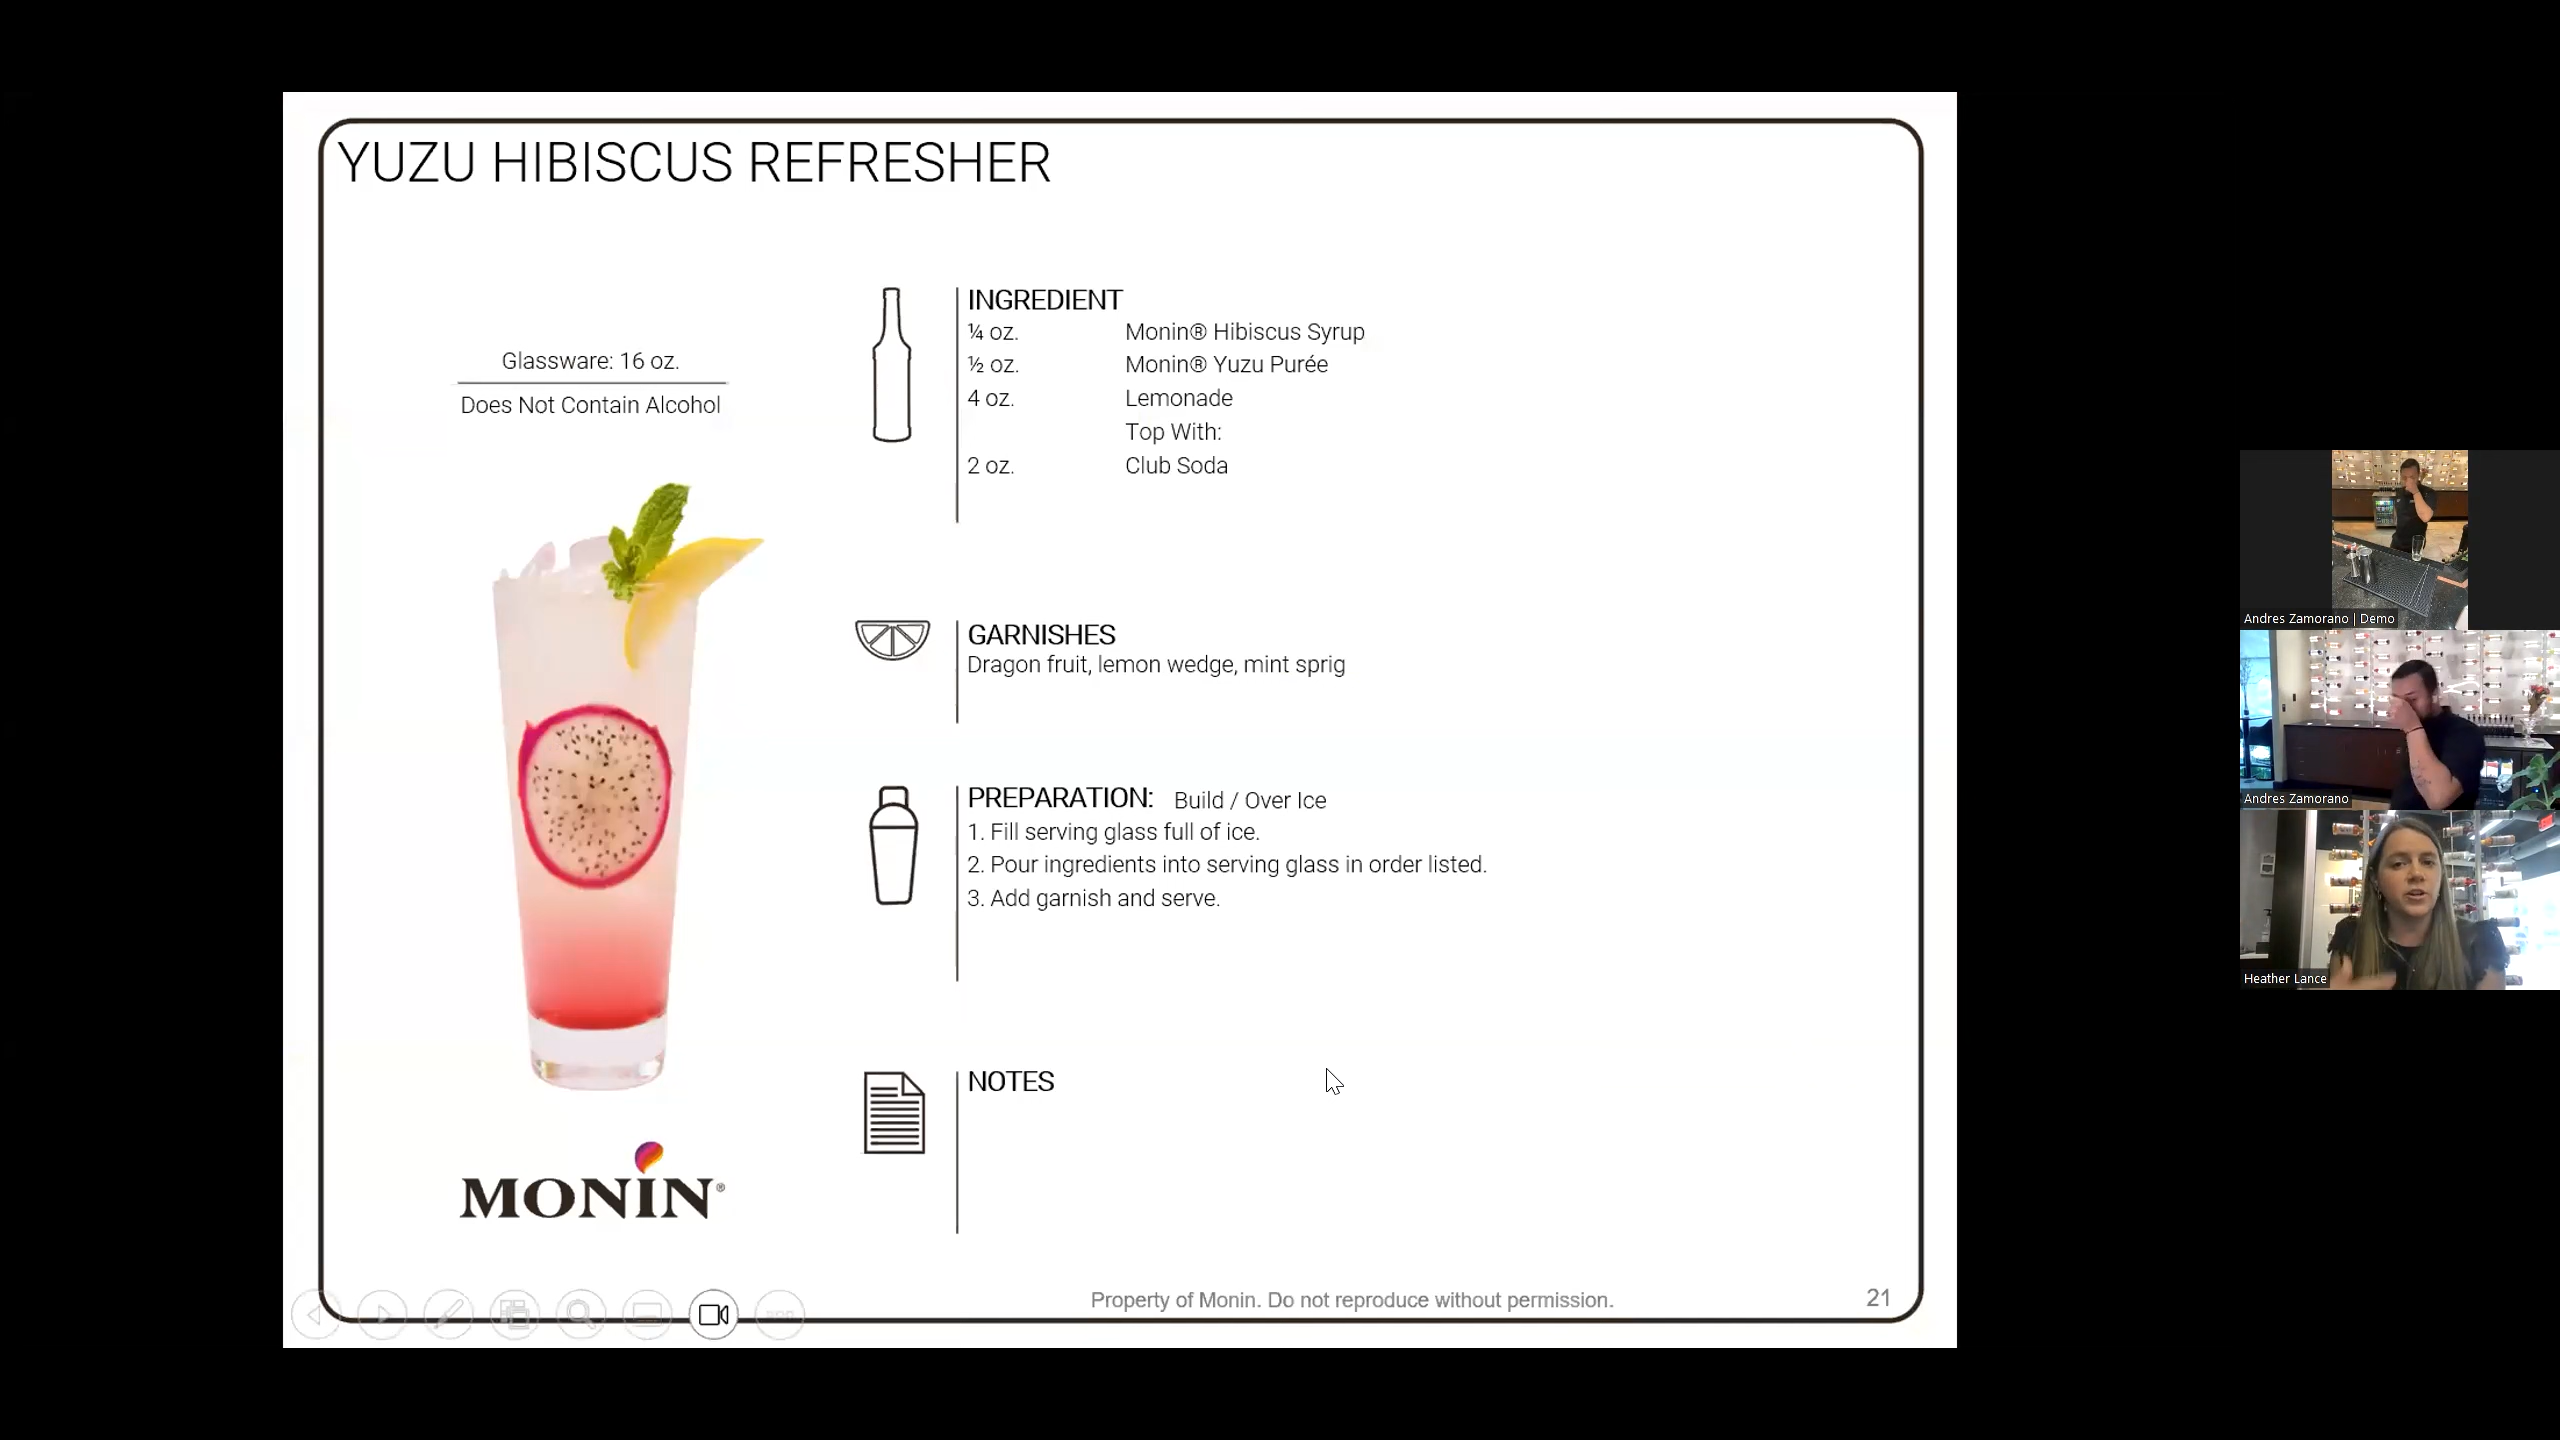 YUZU HIBISCUS REFRESHER
Glassware: 16 oz.
Does Not Contain Alcohol
INGREDIENT
¼ oz. Monin® Hibiscus Syrup
½ oz. Monin® Yuzu Purée
4 oz. Lemonade
Top With:
2 oz. Club Soda
GARNISHES
Dragon fruit, lemon wedge, mint sprig
PREPARATION: Build / Over Ice
1. Fill serving glass full of ice.
2. Pour ingredients into serving glass in order listed.
3. Add garnish and serve.
NOTES
MONIN®
Property of Monin. Do not reproduce without permission.
21
Andres Zamorano | Demo
Andres Zamorano
Heather Lance